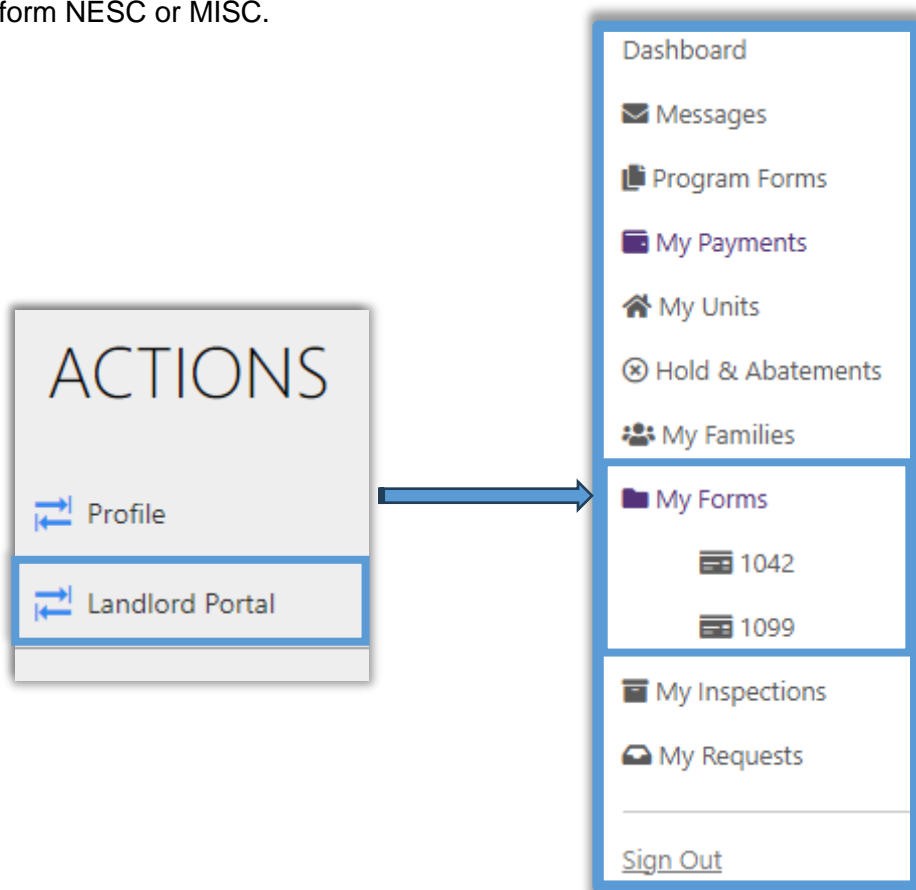 form NESC or MISC.
ACTIONS
Profile
Landlord Portal
Dashboard
Messages
Program Forms
My Payments
My Units
Hold & Abatements
My Families
My Forms
1042
1099
My Inspections
My Requests
Sign Out